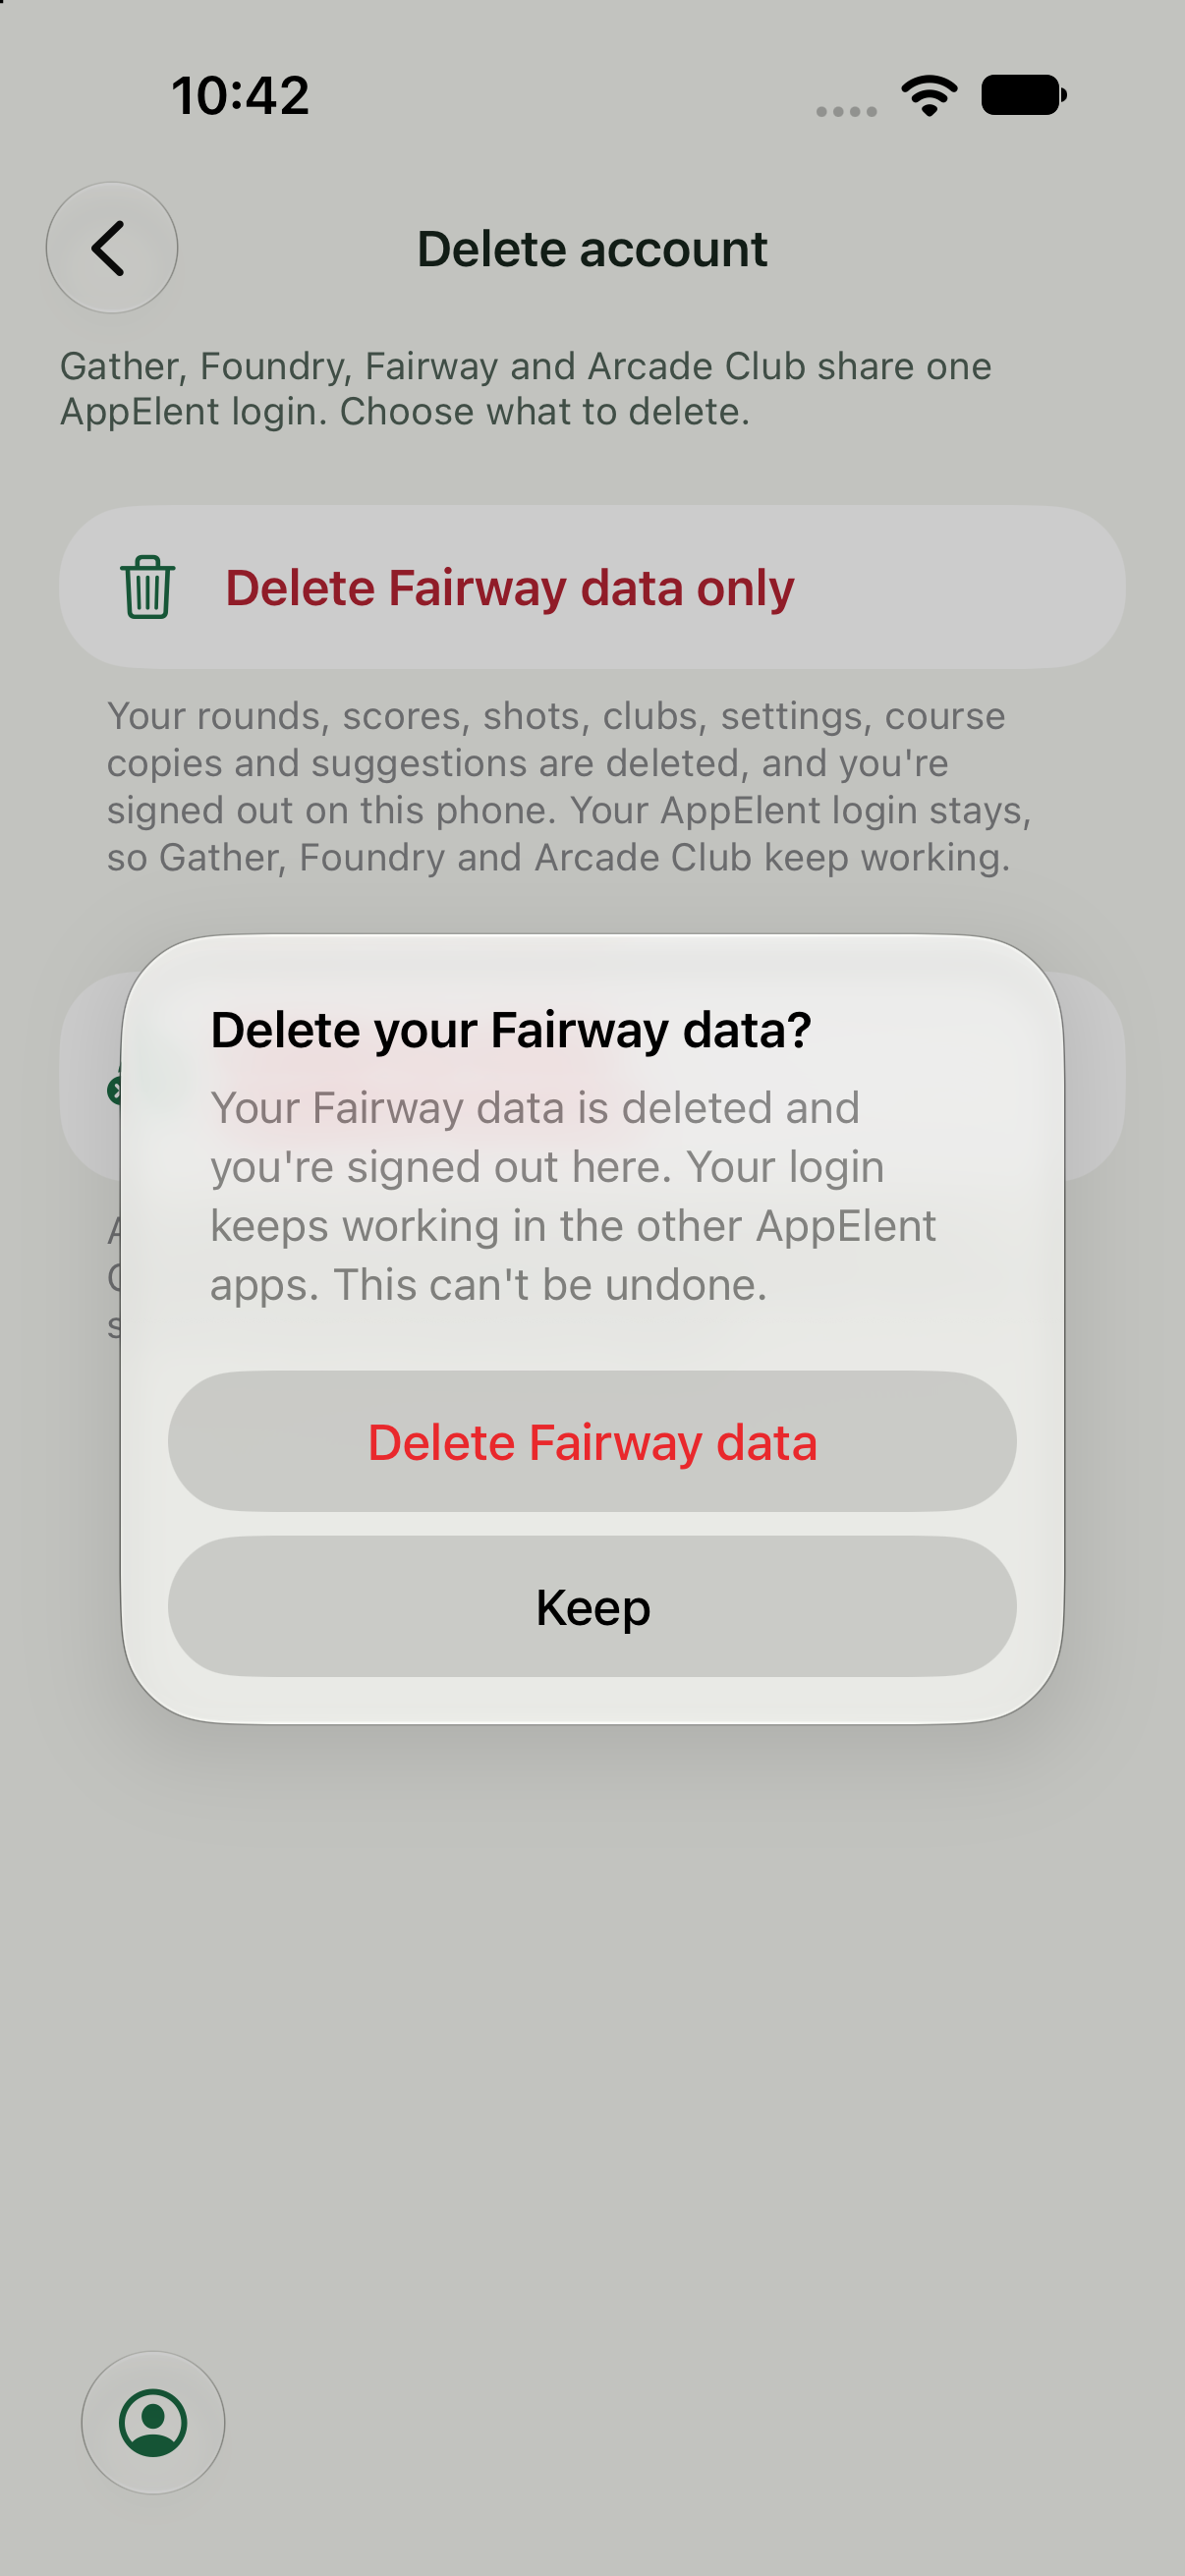 10:42
Delete account
Gather, Foundry, Fairway and Arcade Club share one
AppElent login. Choose what to delete.
Delete Fairway data only
Your rounds, scores, shots, clubs, settings, course
copies and suggestions are deleted, and you're
signed out on this phone. Your AppElent login stays,
so Gather, Foundry and Arcade Club keep working.
Delete your Fairway data?
Your Fairway data is deleted and
you're signed out here. Your login
keeps working in the other AppElent
apps. This can't be undone.
Delete Fairway data
Keep